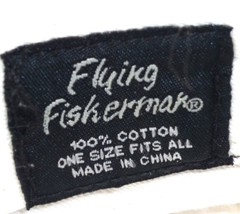 Flying
Fisherman®
100% COTTON
ONE SIZE FITS ALL
MADE IN CHINA